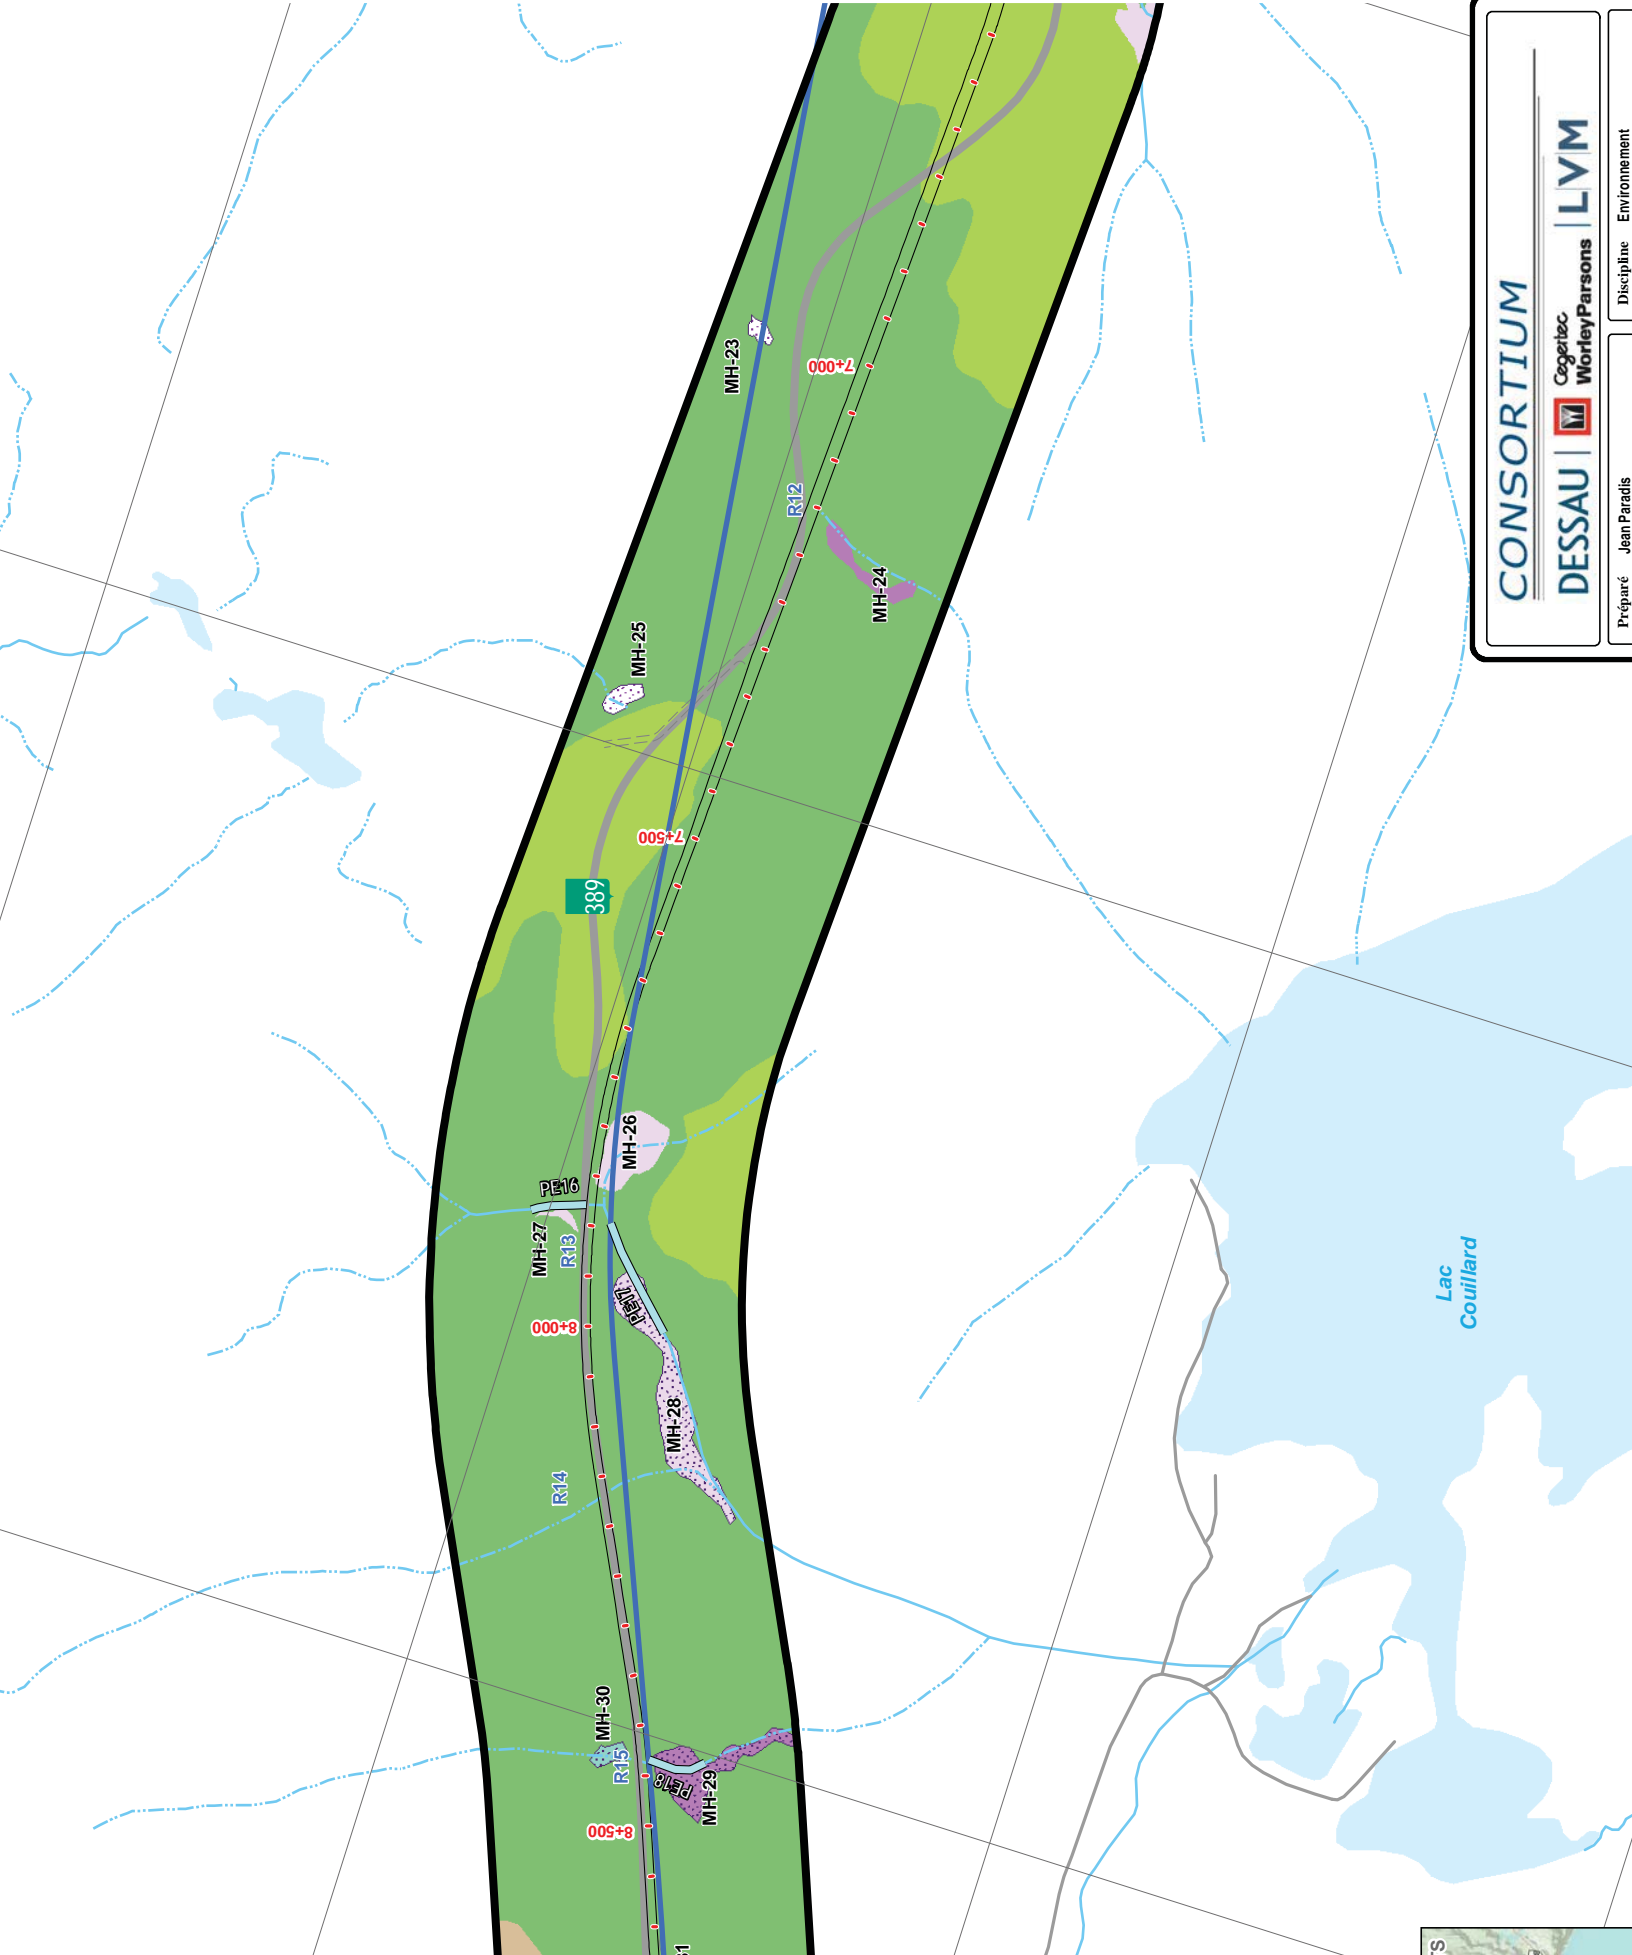 MH-23
7+000
R12
MH-24
MH-25
7+500
389
MH-26
PE16
MH-27
R13
PE17
8+000
MH-28
R14
MH-30
R15
PE18
MH-29
8+500
Lac
Couillard
CONSORTIUM
DESSAU
Cegertec
WorleyParsons
LVM
Préparé Jean Paradis
Discipline Environnement